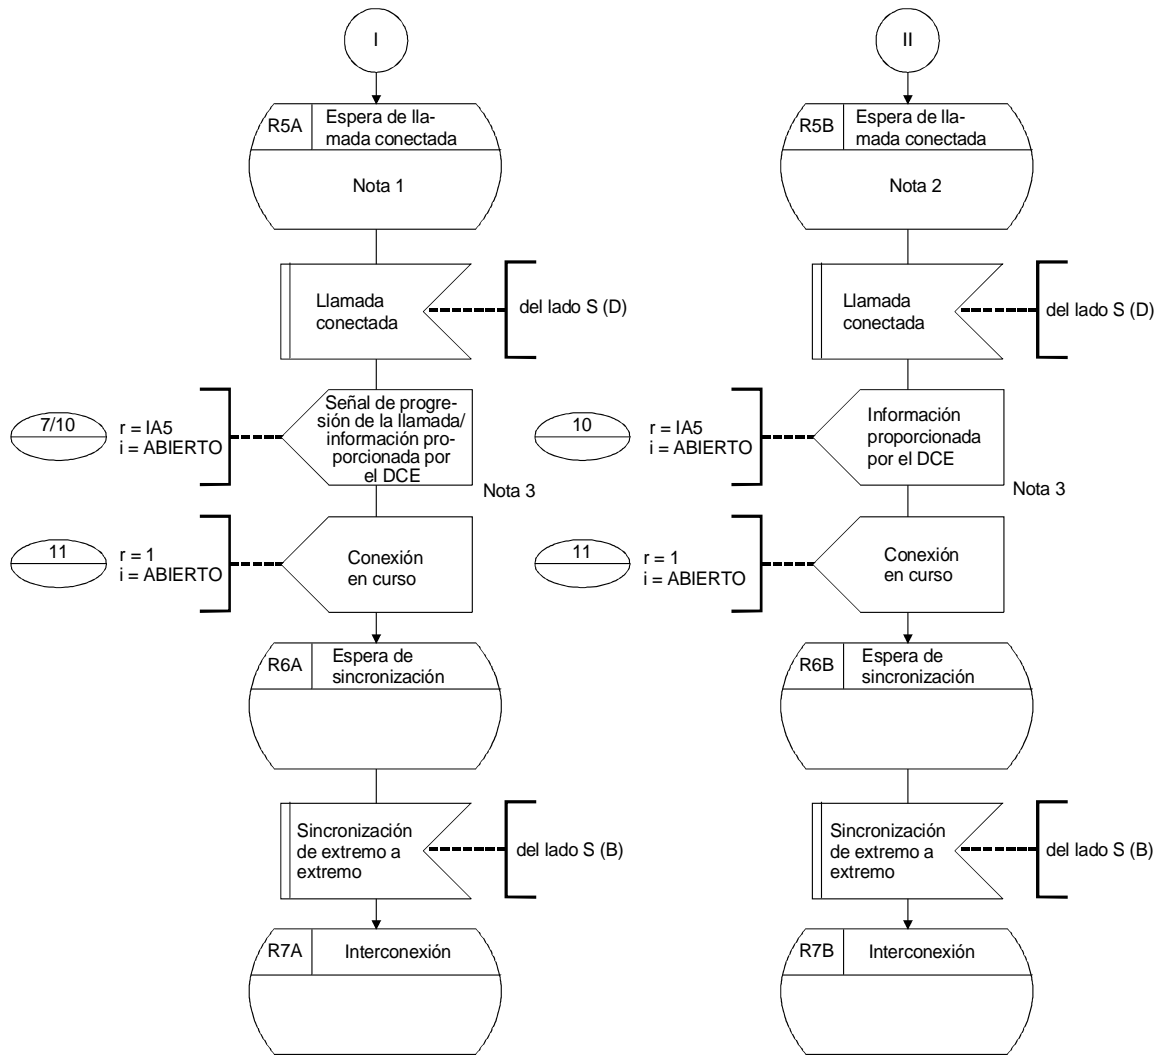 I
R5A
Espera de lla-
mada conectada
Nota 1
Llamada
conectada
del lado S (D)
7/10
r = IA5
i = ABIERTO
Señal de progre-
sión de la llamada/
información pro-
porcionada por
el DCE
Nota 3
11
r = 1
i = ABIERTO
Conexión
en curso
R6A
Espera de
sincronización
Sincronización
de extremo a
extremo
del lado S (B)
R7A
Interconexión
II
R5B
Espera de lla-
mada conectada
Nota 2
Llamada
conectada
del lado S (D)
10
r = IA5
i = ABIERTO
Información
proporcionada
por el DCE
Nota 3
11
r = 1
i = ABIERTO
Conexión
en curso
R6B
Espera de
sincronización
Sincronización
de extremo a
extremo
del lado S (B)
R7B
Interconexión